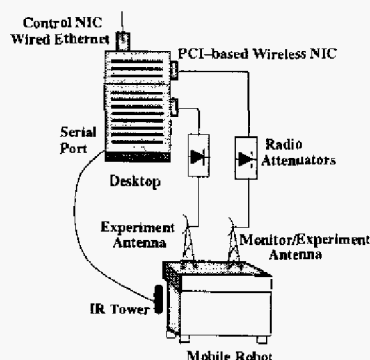 Control NIC
Wired Ethernet
PCI-based Wireless NIC
Serial
Port
Radio
Attenuators
Desktop
Experiment
Antenna
Monitor/Experiment
Antenna
IR Tower
Mobile Robot